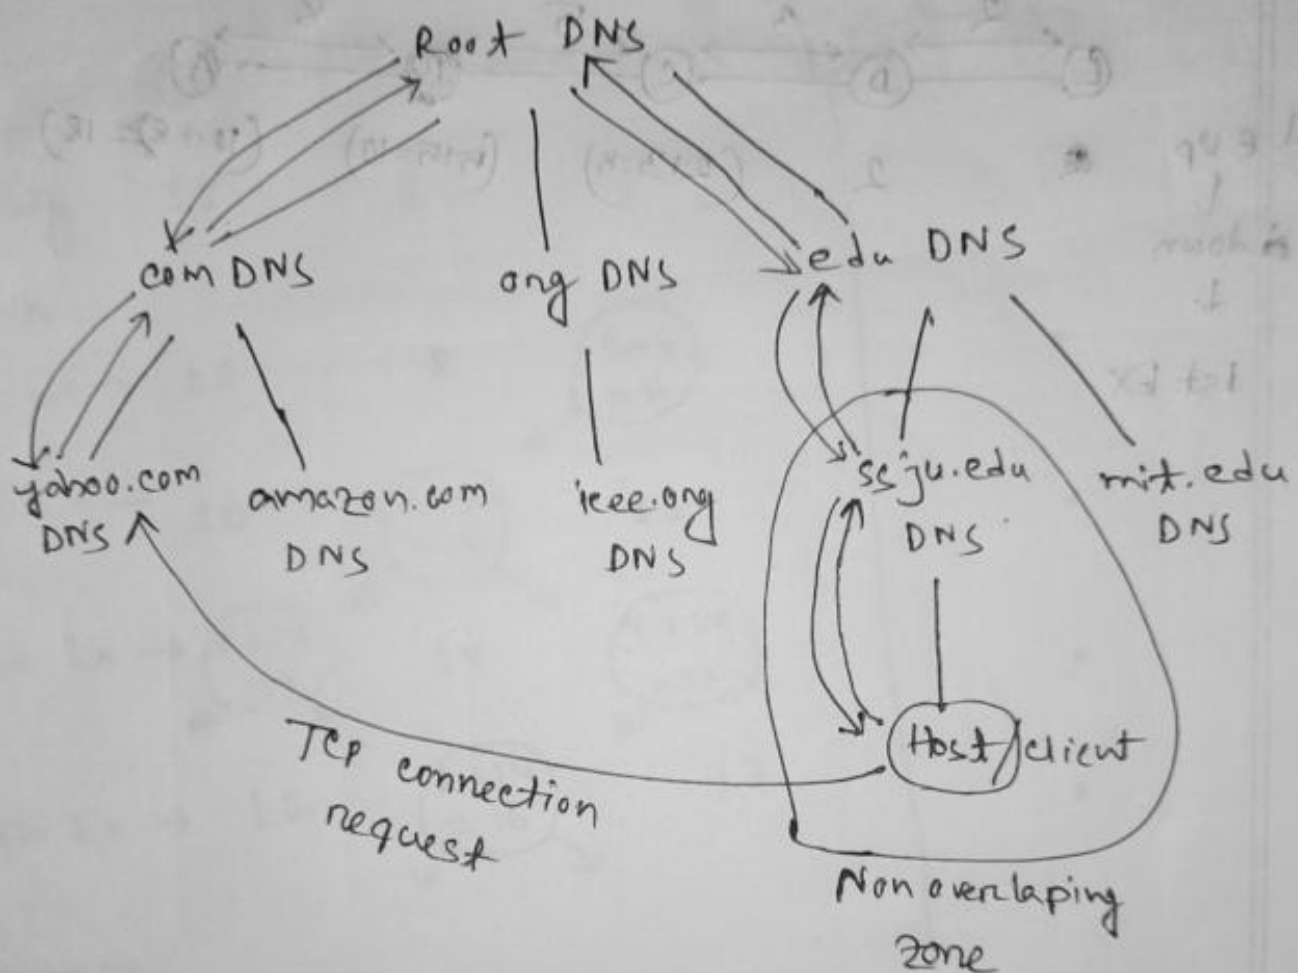 Root DNS
com DNS
org DNS
edu DNS
yahoo.com
DNS
amazon.com
DNS
ieee.org
DNS
ssju.edu
DNS
mit.edu
DNS
Host/client
TCP connection
request
Non overlaping
zone